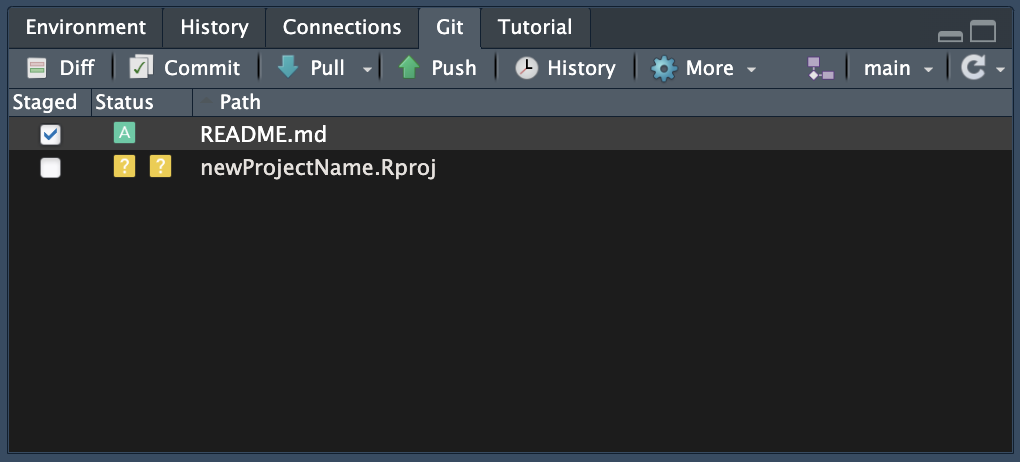 Environment History Connections Git Tutorial
Diff Commit Pull Push History More main
Staged Status Path
A README.md
? ? newProjectName.Rproj